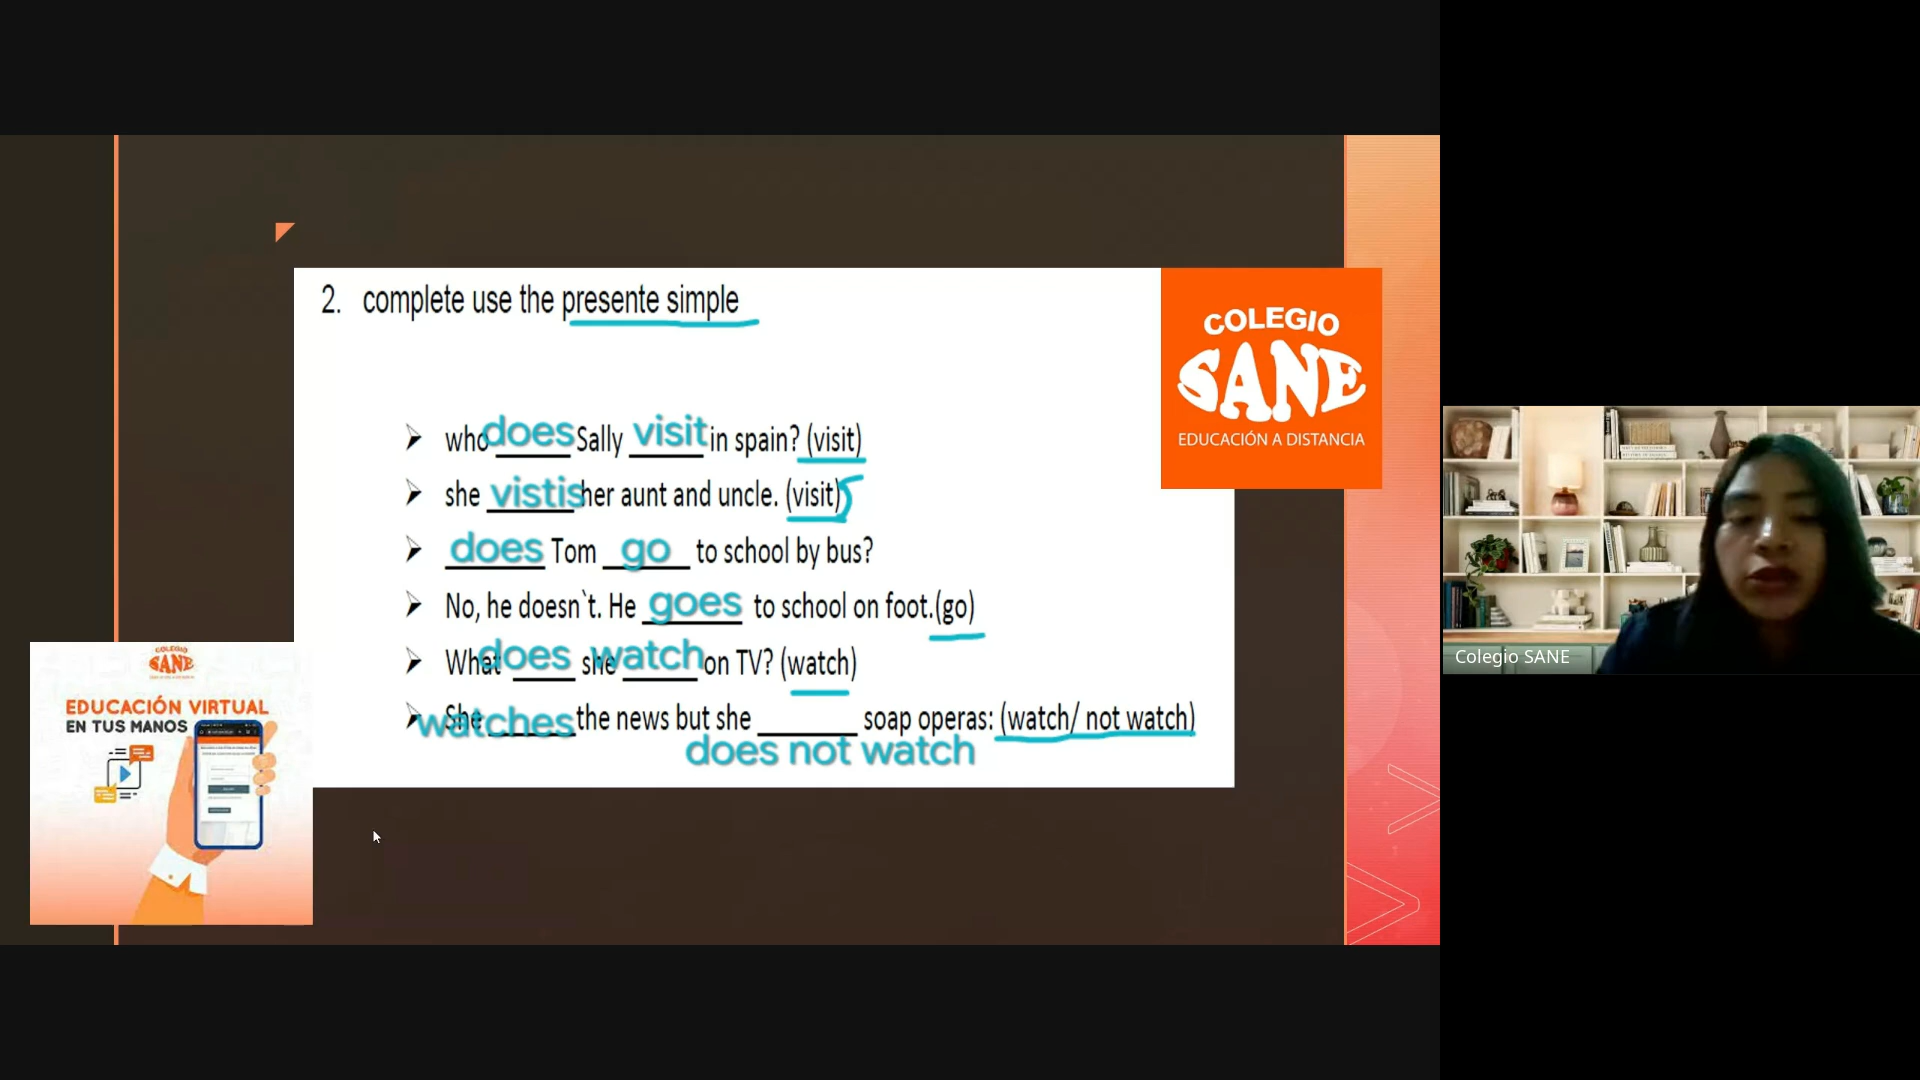 2. complete use the presente simple
who does Sally visit in spain? (visit)
she vistis her aunt and uncle. (visit)
does Tom go to school by bus?
No, he doesn`t. He goes to school on foot.(go)
What does she watch on TV? (watch)
She watches the news but she ________ soap operas: (watch/ not watch)
does not watch
COLEGIO
SANE
EDUCACIÓN A DISTANCIA
COLEGIO
SANE
EDUCACIÓN VIRTUAL
EN TUS MANOS
Colegio SANE